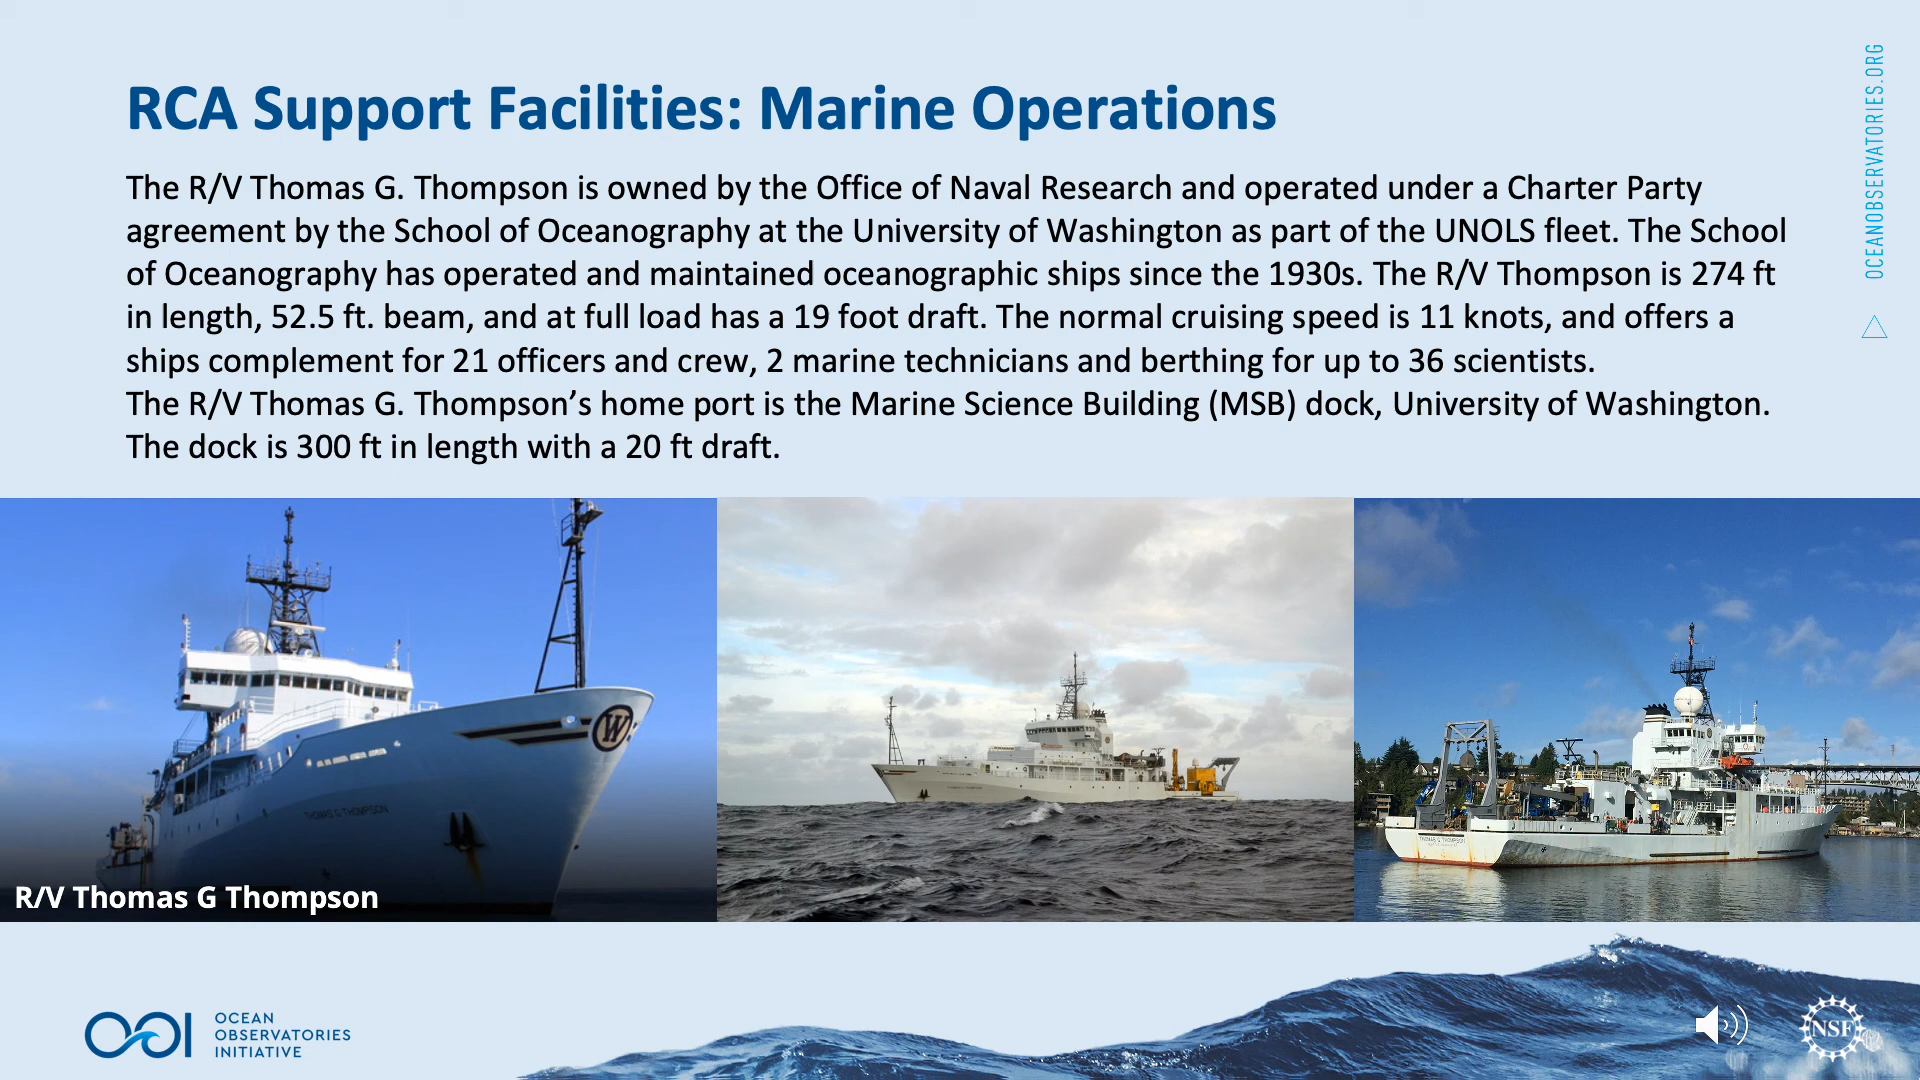 RCA Support Facilities: Marine Operations
The R/V Thomas G. Thompson is owned by the Office of Naval Research and operated under a Charter Party
agreement by the School of Oceanography at the University of Washington as part of the UNOLS fleet. The School
of Oceanography has operated and maintained oceanographic ships since the 1930s. The R/V Thompson is 274 ft
in length, 52.5 ft. beam, and at full load has a 19 foot draft. The normal cruising speed is 11 knots, and offers a
ships complement for 21 officers and crew, 2 marine technicians and berthing for up to 36 scientists.
The R/V Thomas G. Thompson’s home port is the Marine Science Building (MSB) dock, University of Washington.
The dock is 300 ft in length with a 20 ft draft.
OCEANOBSERVATORIES.ORG
W
THOMAS G THOMPSON
R/V Thomas G Thompson
THOMAS G THOMPSON
OOI
OCEAN
OBSERVATORIES
INITIATIVE
NSF